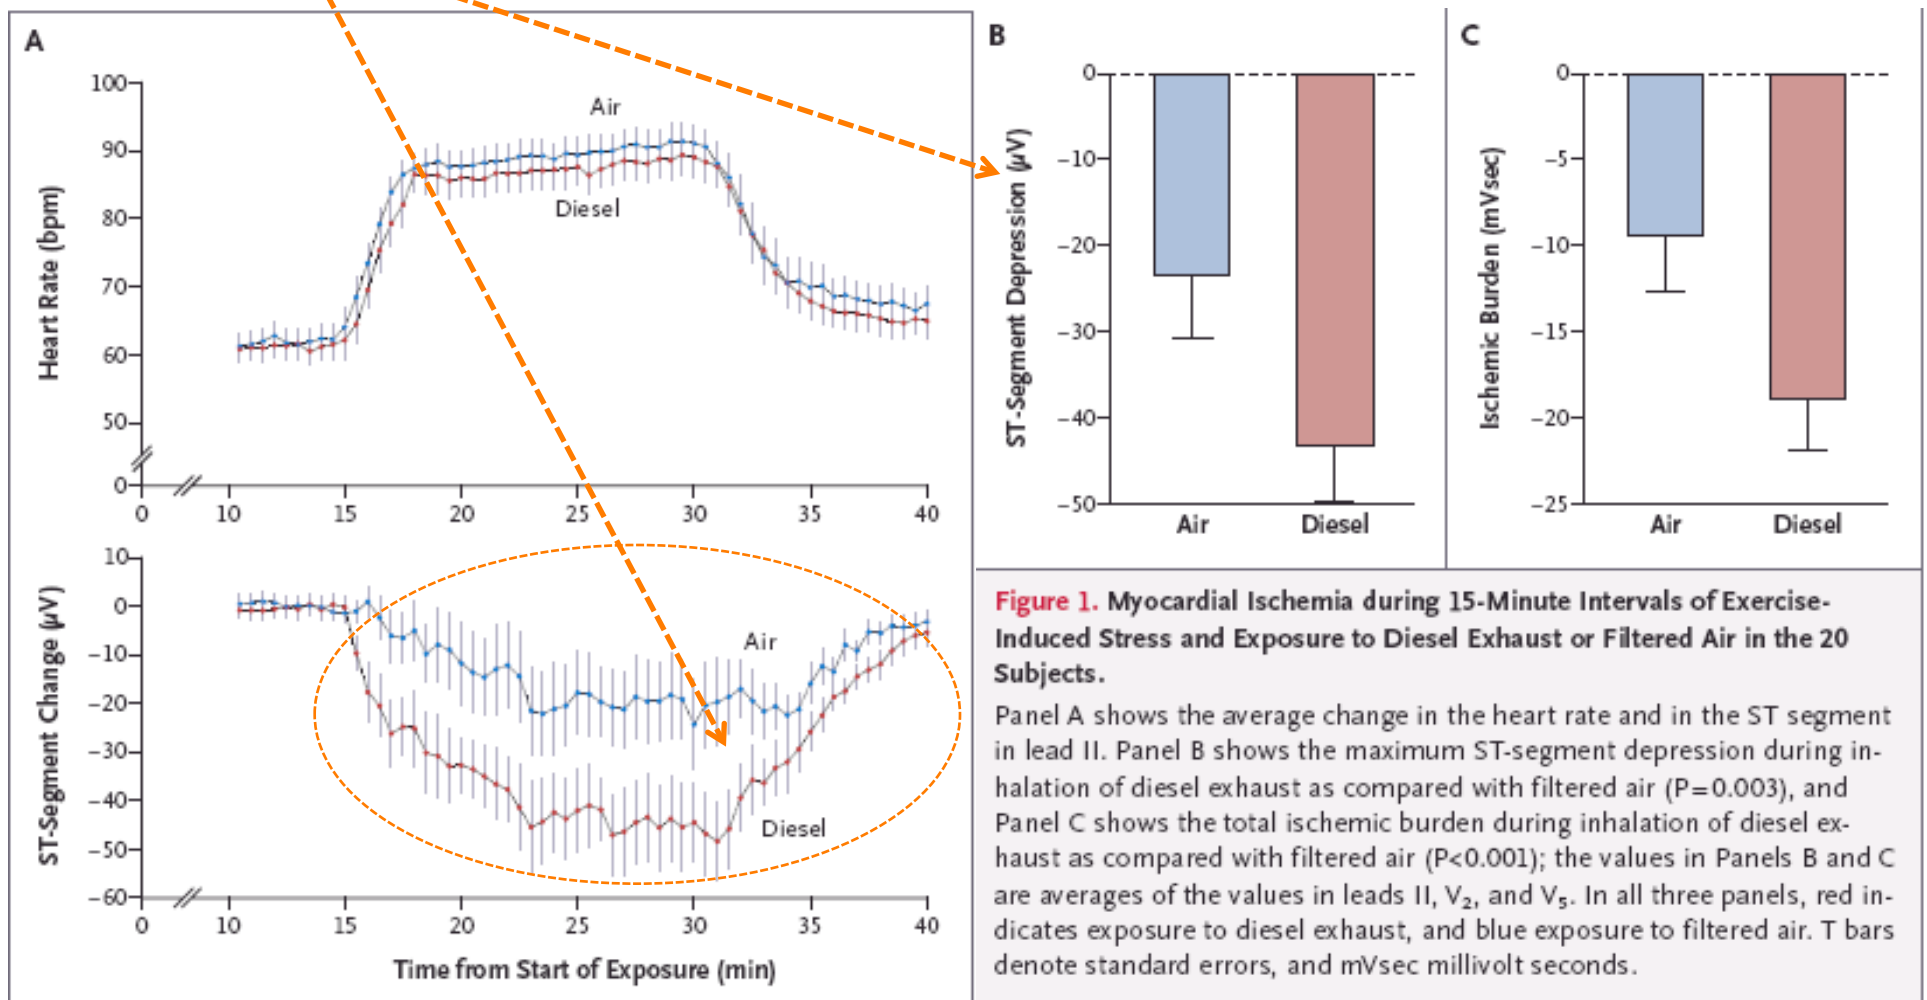 A
100
90
80
70
60
50
0
Heart Rate (bpm)
Air
Diesel
0 10 15 20 25 30 35 40
10
0
−10
−20
−30
−40
−50
−60
ST-Segment Change (µV)
Air
Diesel
0 10 15 20 25 30 35 40
Time from Start of Exposure (min)
B
0
−10
−20
−30
−40
−50
ST-Segment Depression (µV)
Air Diesel
C
0
−5
−10
−15
−20
−25
Ischemic Burden (mVsec)
Air Diesel
Figure 1. Myocardial Ischemia during 15-Minute Intervals of Exercise-
Induced Stress and Exposure to Diesel Exhaust or Filtered Air in the 20
Subjects.
Panel A shows the average change in the heart rate and in the ST segment
in lead II. Panel B shows the maximum ST-segment depression during in-
halation of diesel exhaust as compared with filtered air (P=0.003), and
Panel C shows the total ischemic burden during inhalation of diesel ex-
haust as compared with filtered air (P<0.001); the values in Panels B and C
are averages of the values in leads II, V₂, and V₅. In all three panels, red in-
dicates exposure to diesel exhaust, and blue exposure to filtered air. T bars
denote standard errors, and mVsec millivolt seconds.